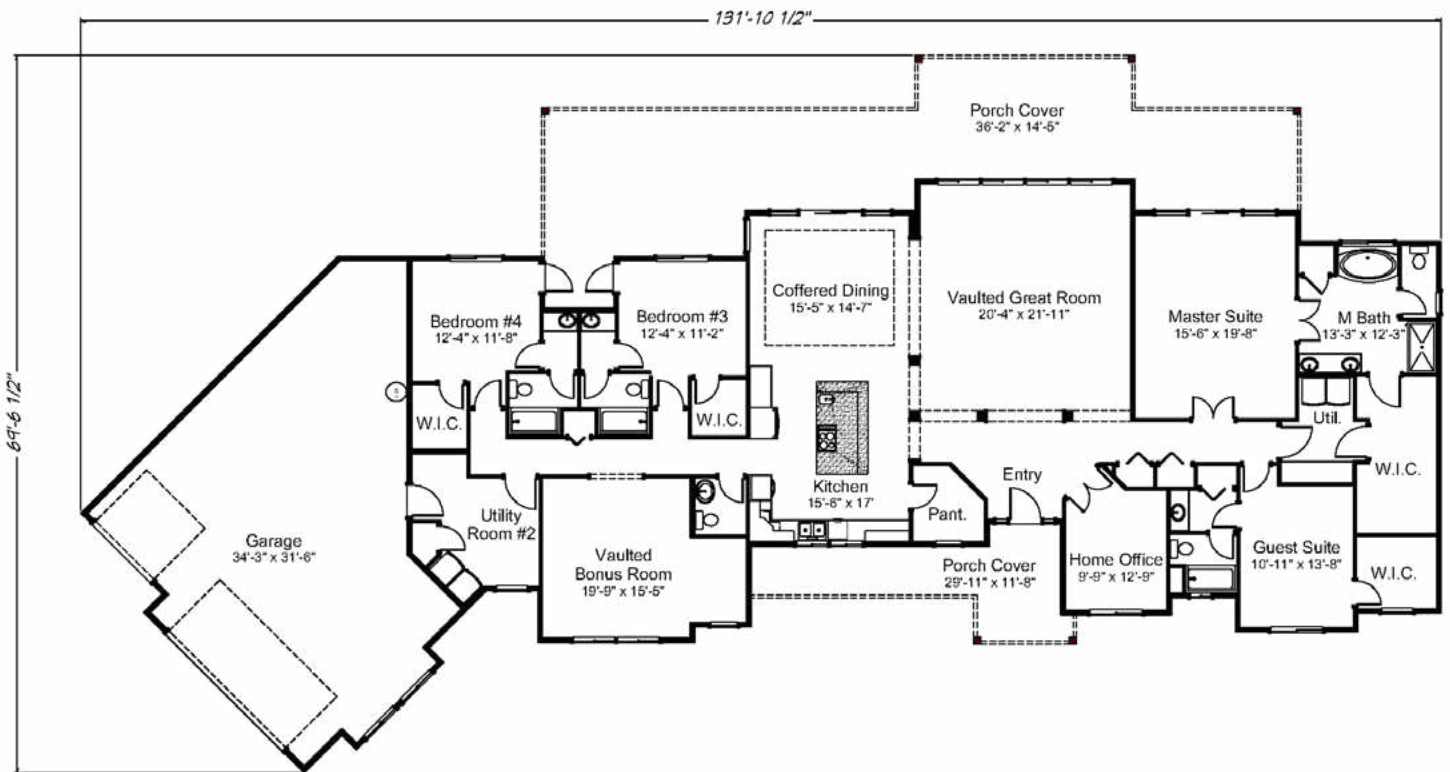 131'-10 1/2"
69'-6 1/2"
Porch Cover
36'-2" x 14'-5"
Coffered Dining
15'-5" x 14'-7"
Vaulted Great Room
20'-4" x 21'-11"
Master Suite
15'-6" x 19'-8"
M Bath
13'-3" x 12'-3"
Bedroom #4
12'-4" x 11'-8"
Bedroom #3
12'-4" x 11'-2"
W.I.C.
W.I.C.
Util.
W.I.C.
Kitchen
15'-6" x 17'
Entry
Pant.
Utility
Room #2
Garage
34'-3" x 31'-6"
Vaulted
Bonus Room
19'-9" x 15'-5"
Porch Cover
29'-11" x 11'-8"
Home Office
9'-9" x 12'-9"
Guest Suite
10'-11" x 13'-8"
W.I.C.